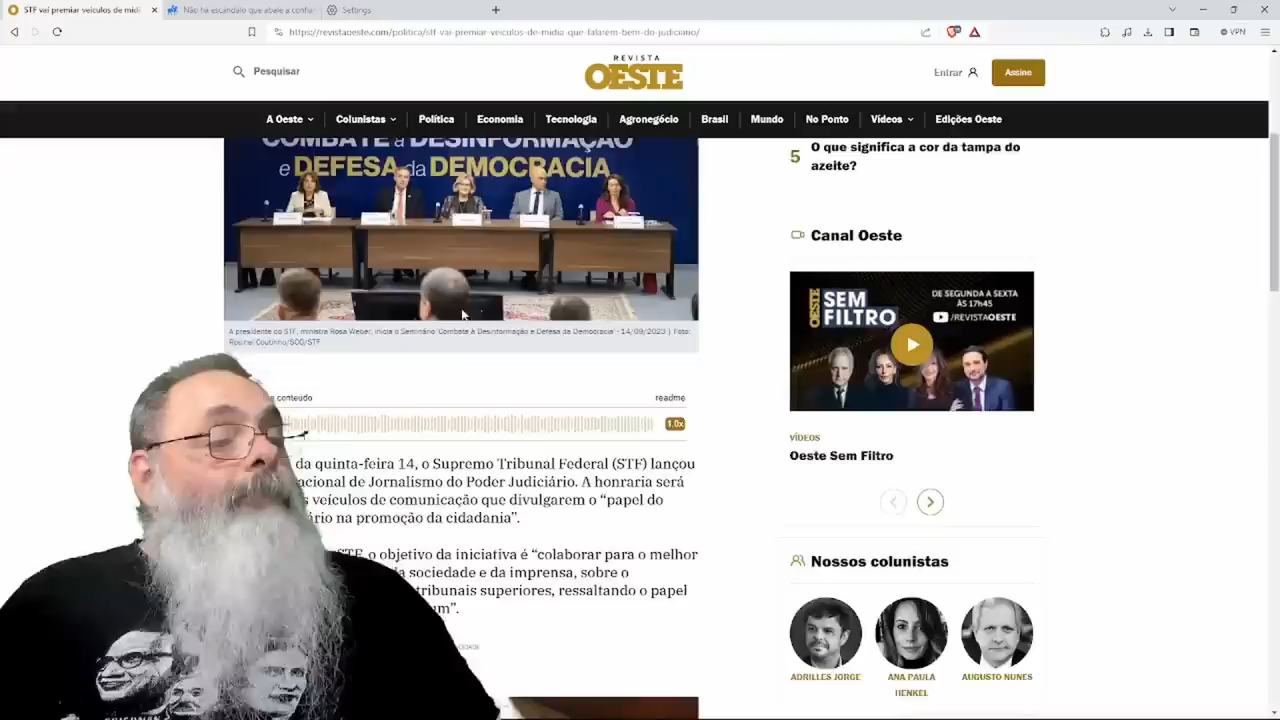 STF vai premiar veículos de mídi
Não há escândalo que abale a confia
Settings
https://revistaoeste.com/politica/stf-vai-premiar-veiculos-de-midia-que-falarem-bem-do-judiciario/
VPN
Pesquisar
REVISTA
OESTE
Entrar
Assine
A Oeste
Colunistas
Política
Economia
Tecnologia
Agronegócio
Brasil
Mundo
No Ponto
Vídeos
Edições Oeste
COMBATE à DESINFORMAÇÃO
e DEFESA da DEMOCRACIA
A presidente do STF, ministra Rosa Weber, inicia o Seminário 'Combate à Desinformação e Defesa da Democracia' - 14/09/2023 | Foto:
Rosinei Coutinho/SCO/STF
conteúdo
readme
1.0x
da quinta-feira 14, o Supremo Tribunal Federal (STF) lançou
acional de Jornalismo do Poder Judiciário. A honraria será
s veículos de comunicação que divulgarem o “papel do
ário na promoção da cidadania”.
STF, o objetivo da iniciativa é “colaborar para o melhor
da sociedade e da imprensa, sobre o
tribunais superiores, ressaltando o papel
um”.
5
O que significa a cor da tampa do
azeite?
Canal Oeste
OESTE
SEM
FILTRO
DE SEGUNDA A SEXTA
ÀS 17h45
/REVISTAOESTE
VÍDEOS
Oeste Sem Filtro
Nossos colunistas
ADRILLES JORGE
ANA PAULA
HENKEL
AUGUSTO NUNES